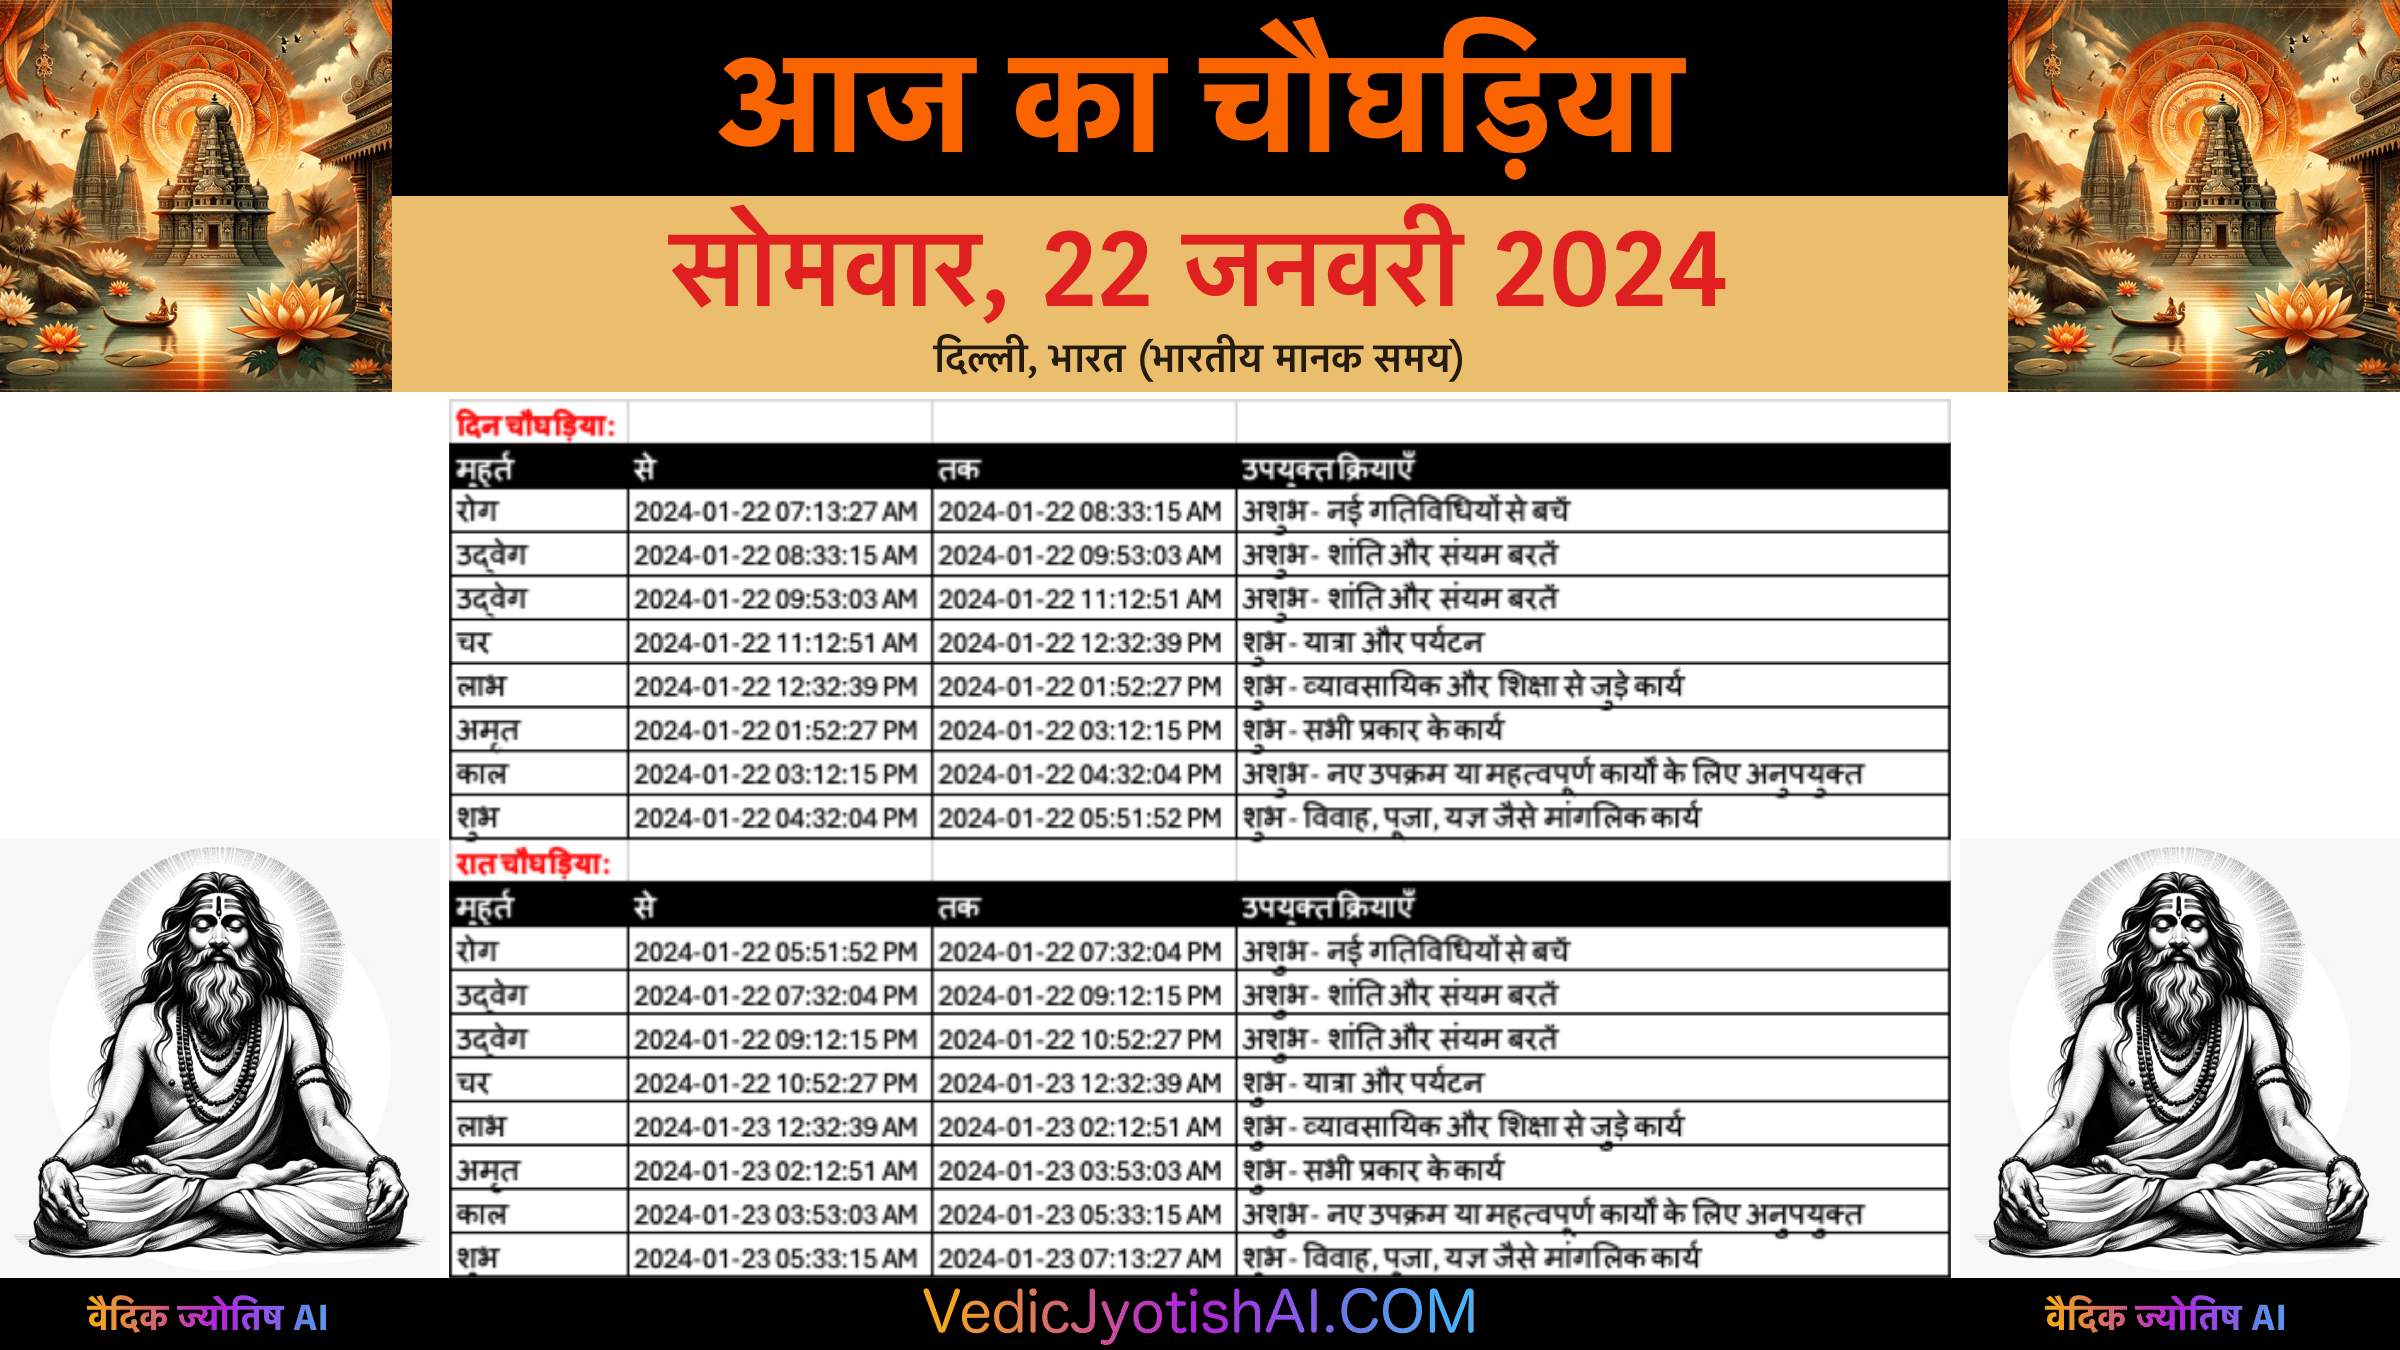 आज का चौघड़िया
सोमवार, 22 जनवरी 2024
दिल्ली, भारत (भारतीय मानक समय)
दिन चौघड़िया:
मुहूर्त से तक उपयुक्त क्रियाएँ
रोग 2024-01-22 07:13:27 AM 2024-01-22 08:33:15 AM अशुभ - नई गतिविधियों से बचें
उद्वेग 2024-01-22 08:33:15 AM 2024-01-22 09:53:03 AM अशुभ - शांति और संयम बरतें
उद्वेग 2024-01-22 09:53:03 AM 2024-01-22 11:12:51 AM अशुभ - शांति और संयम बरतें
चर 2024-01-22 11:12:51 AM 2024-01-22 12:32:39 PM शुभ - यात्रा और पर्यटन
लाभ 2024-01-22 12:32:39 PM 2024-01-22 01:52:27 PM शुभ - व्यावसायिक और शिक्षा से जुड़े कार्य
अमृत 2024-01-22 01:52:27 PM 2024-01-22 03:12:15 PM शुभ - सभी प्रकार के कार्य
काल 2024-01-22 03:12:15 PM 2024-01-22 04:32:04 PM अशुभ - नए उपक्रम या महत्वपूर्ण कार्यों के लिए अनुपयुक्त
शुभ 2024-01-22 04:32:04 PM 2024-01-22 05:51:52 PM शुभ - विवाह, पूजा, यज्ञ जैसे मांगलिक कार्य
रात चौघड़िया:
मुहूर्त से तक उपयुक्त क्रियाएँ
रोग 2024-01-22 05:51:52 PM 2024-01-22 07:32:04 PM अशुभ - नई गतिविधियों से बचें
उद्वेग 2024-01-22 07:32:04 PM 2024-01-22 09:12:15 PM अशुभ - शांति और संयम बरतें
उद्वेग 2024-01-22 09:12:15 PM 2024-01-22 10:52:27 PM अशुभ - शांति और संयम बरतें
चर 2024-01-22 10:52:27 PM 2024-01-23 12:32:39 AM शुभ - यात्रा और पर्यटन
लाभ 2024-01-23 12:32:39 AM 2024-01-23 02:12:51 AM शुभ - व्यावसायिक और शिक्षा से जुड़े कार्य
अमृत 2024-01-23 02:12:51 AM 2024-01-23 03:53:03 AM शुभ - सभी प्रकार के कार्य
काल 2024-01-23 03:53:03 AM 2024-01-23 05:33:15 AM अशुभ - नए उपक्रम या महत्वपूर्ण कार्यों के लिए अनुपयुक्त
शुभ 2024-01-23 05:33:15 AM 2024-01-23 07:13:27 AM शुभ - विवाह, पूजा, यज्ञ जैसे मांगलिक कार्य
वैदिक ज्योतिष AI VedicJyotishAI.COM वैदिक ज्योतिष AI